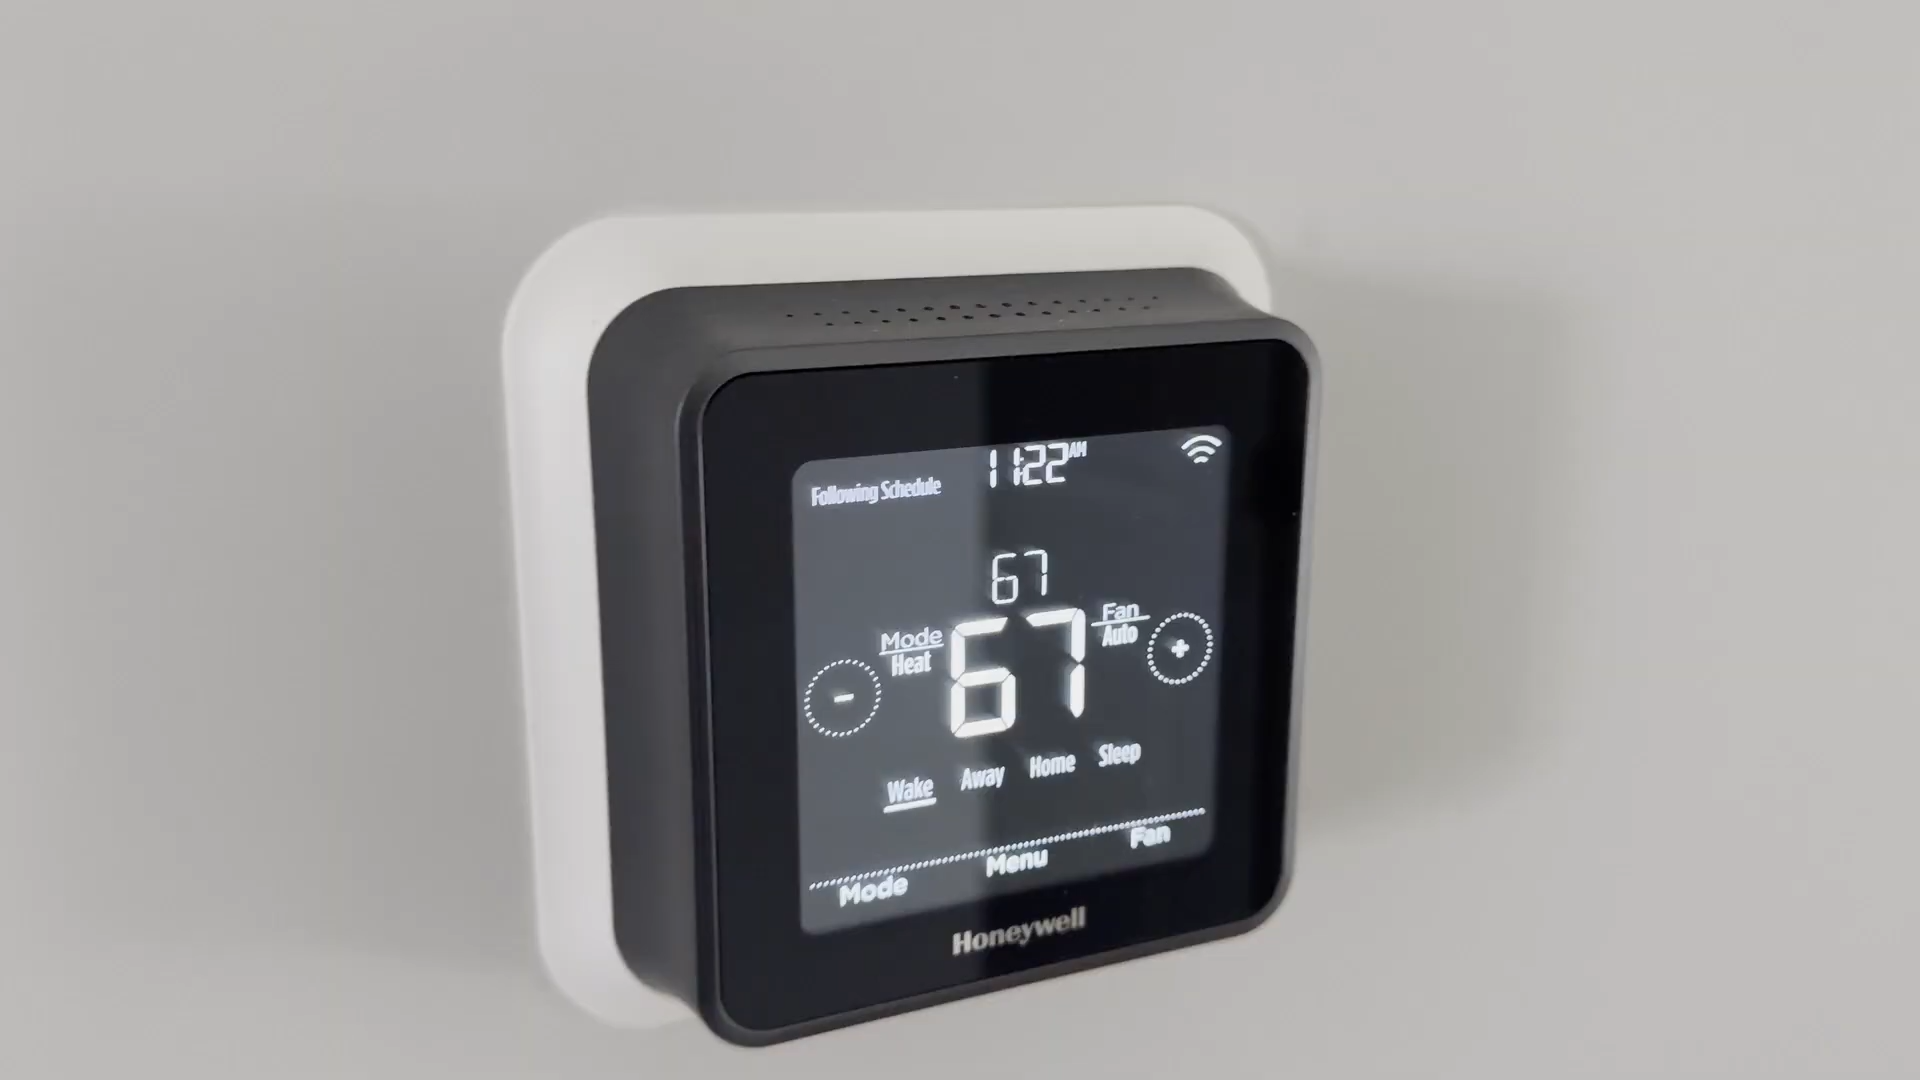 11:22 AM
Following Schedule
67
Mode
Heat
67
Fan
Auto
- +
Wake Away Home Sleep
Mode Menu Fan
Honeywell